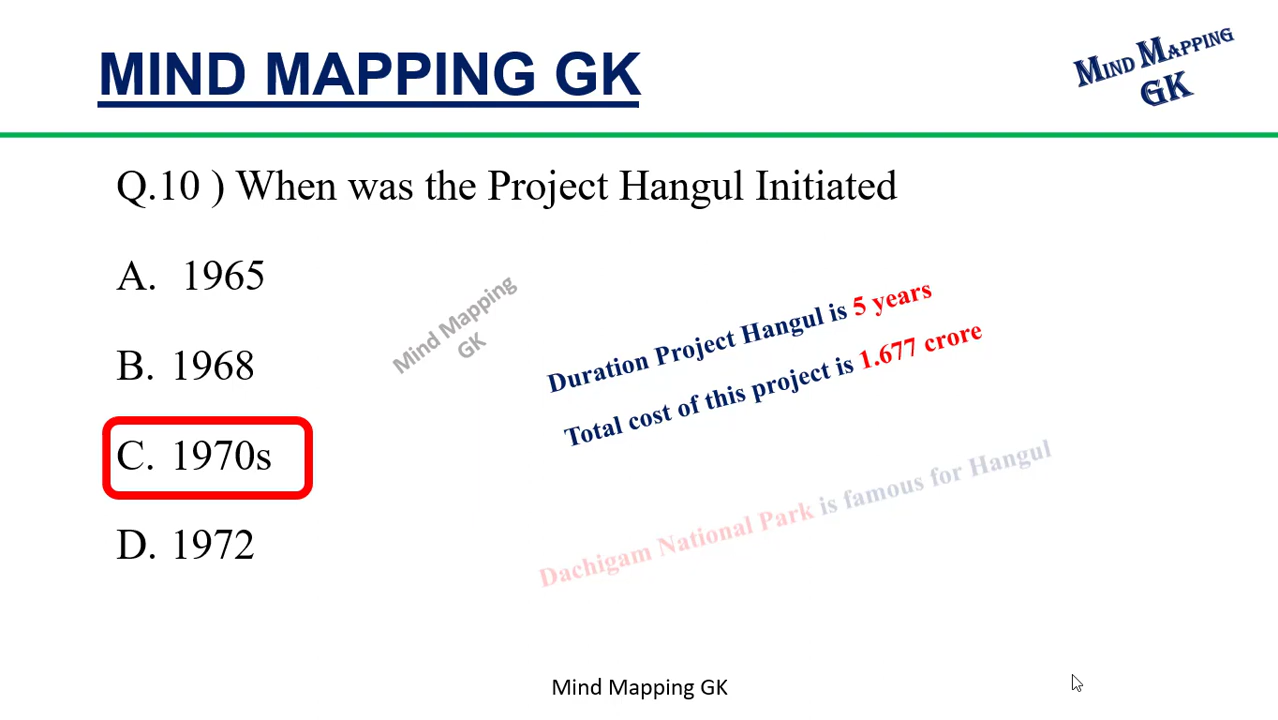 MIND MAPPING GK
MIND MAPPING
GK
Q.10 ) When was the Project Hangul Initiated
A. 1965
B. 1968
C. 1970s
D. 1972
Mind Mapping
GK
Duration Project Hangul is 5 years
Total cost of this project is 1.677 crore
Dachigam National Park is famous for Hangul
Mind Mapping GK